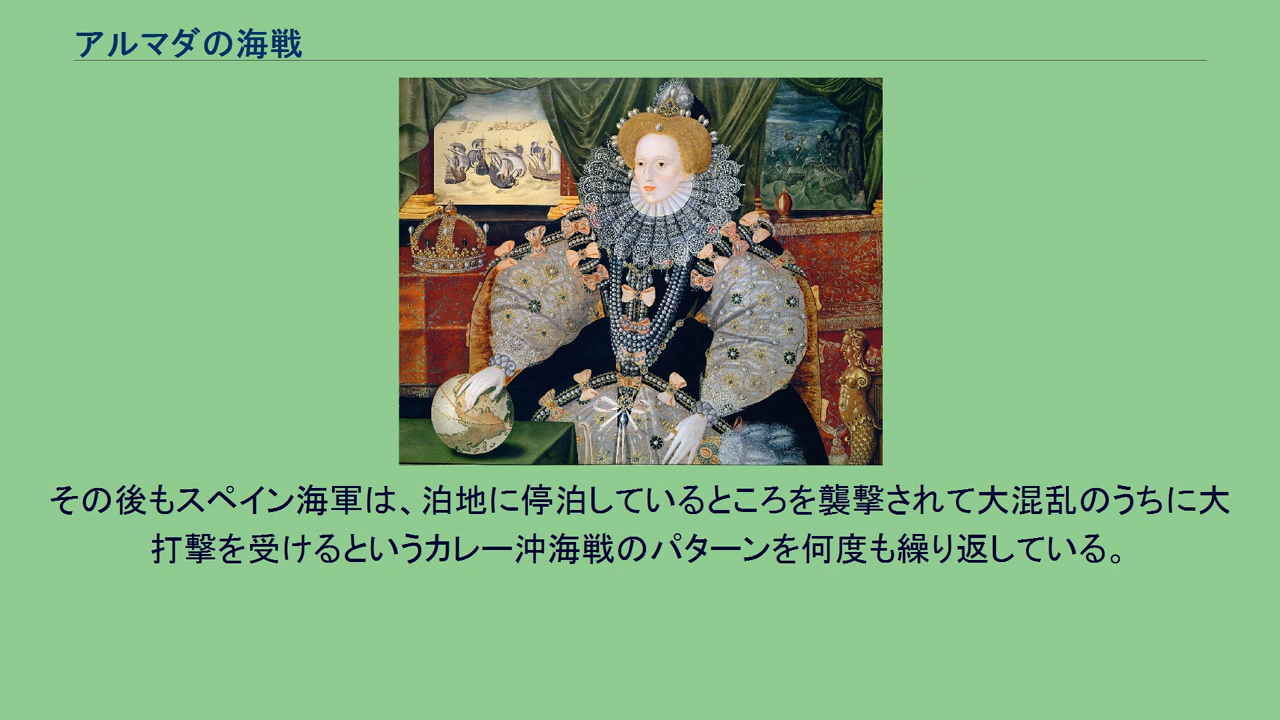 アルマダの海戦
その後もスペイン海軍は、泊地に停泊しているところを襲撃されて大混乱のうちに大
打撃を受けるというカレー沖海戦のパターンを何度も繰り返している。